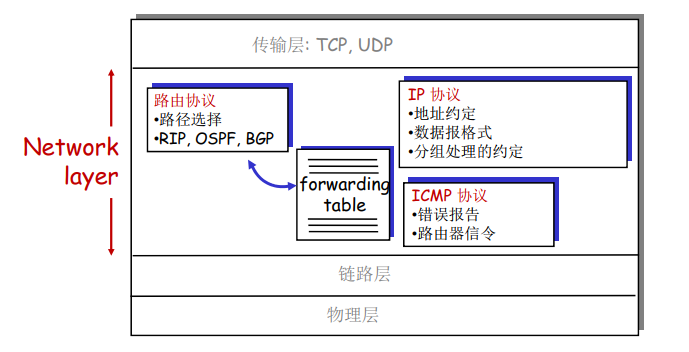 传输层: TCP, UDP
Network
layer
路由协议
•路径选择
•RIP, OSPF, BGP
forwarding
table
IP 协议
•地址约定
•数据报格式
•分组处理的约定
ICMP 协议
•错误报告
•路由器信令
链路层
物理层